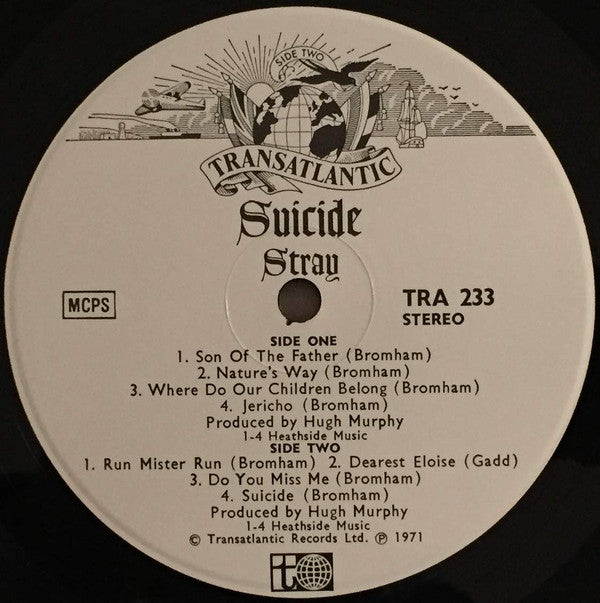 SIDE TWO
TRANSATLANTIC
Suicide
Stray
MCPS
TRA 233
STEREO
SIDE ONE
1. Son Of The Father (Bromham)
2. Nature's Way (Bromham)
3. Where Do Our Children Belong (Bromham)
4. Jericho (Bromham)
Produced by Hugh Murphy
1-4 Heathside Music
SIDE TWO
1. Run Mister Run (Bromham) 2. Dearest Eloise (Gadd)
3. Do You Miss Me (Bromham)
4. Suicide (Bromham)
Produced by Hugh Murphy
1-4 Heathside Music
© Transatlantic Records Ltd. ℗ 1971
t